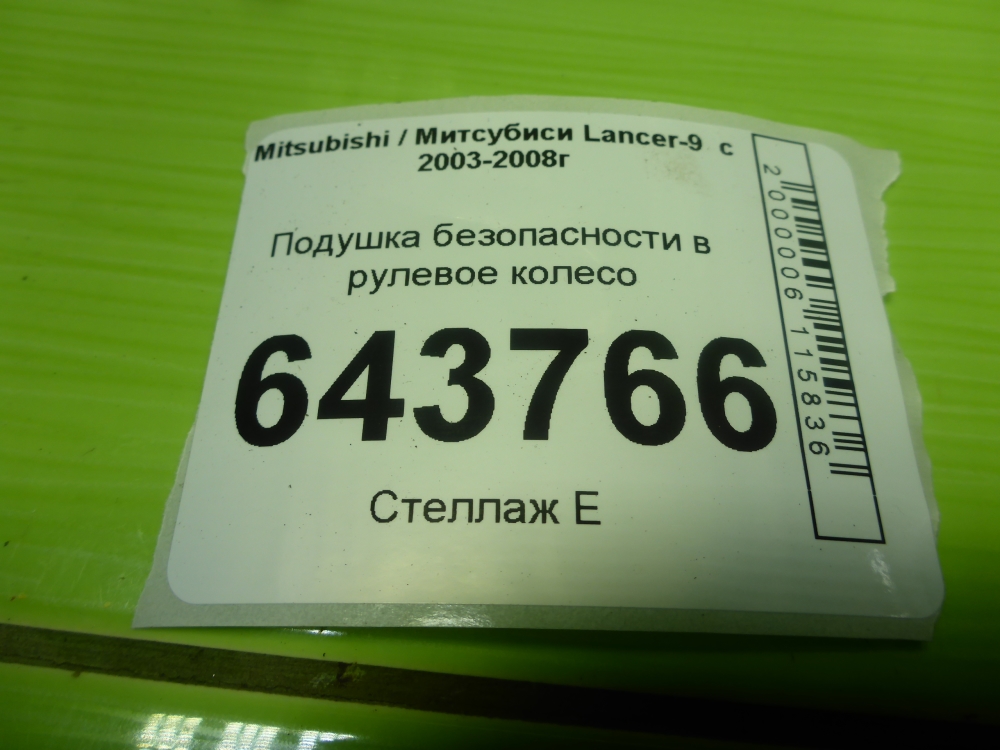 Mitsubishi / Митсубиси Lancer-9 с
2003-2008г
Подушка безопасности в
рулевое колесо
643766
Стеллаж Е
2000006115836